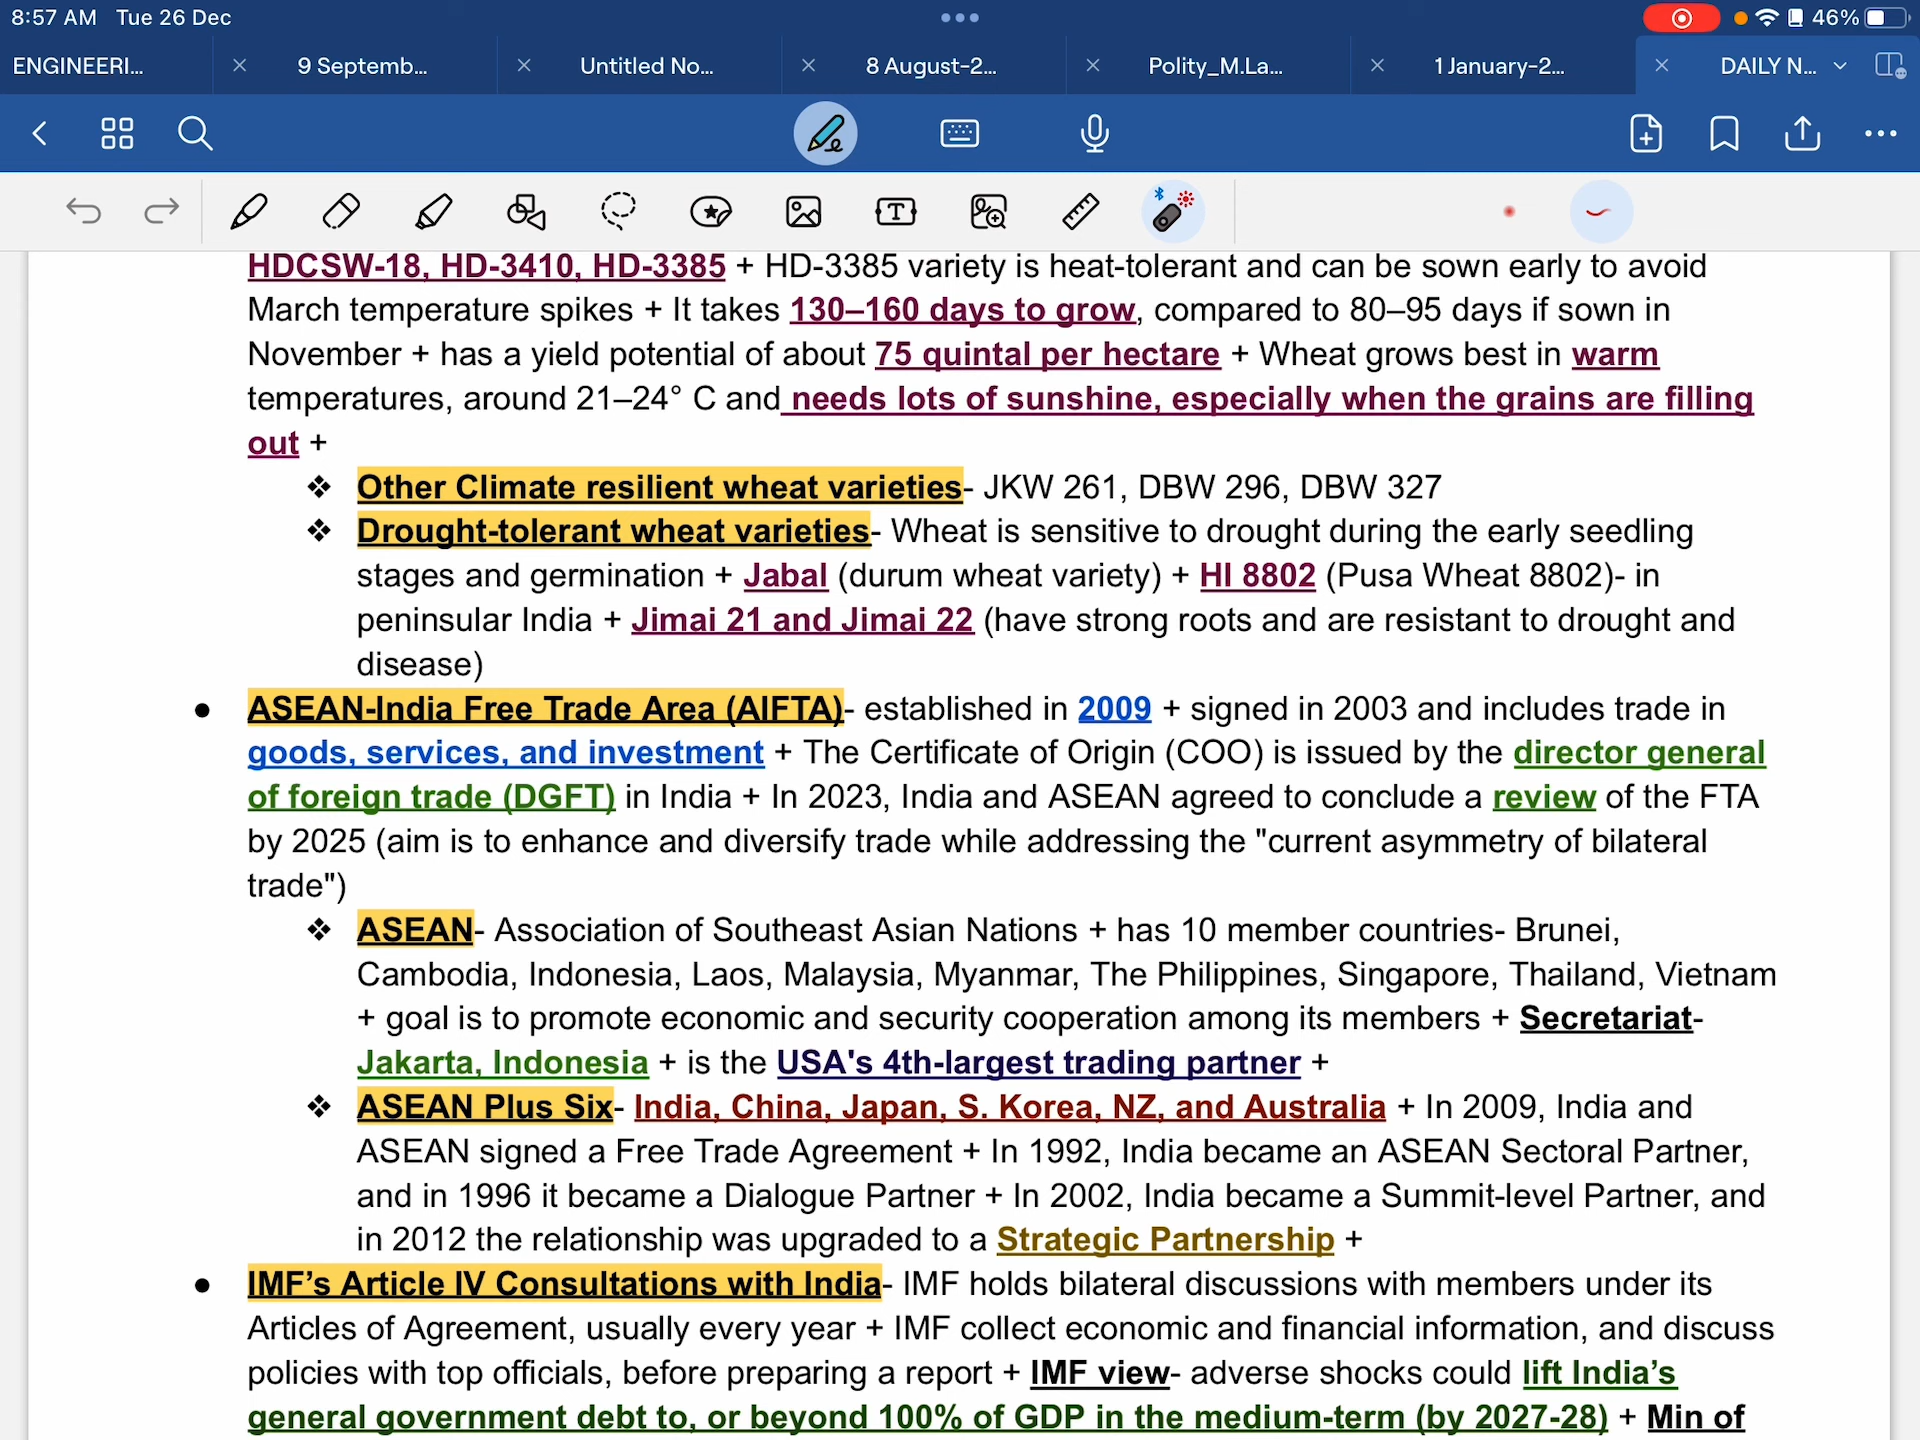 8:57 AM Tue 26 Dec
46%
ENGINEERI...
9 Septemb...
Untitled No...
8 August-2...
Polity_M.La...
1 January-2...
DAILY N...
HDCSW-18, HD-3410, HD-3385 + HD-3385 variety is heat-tolerant and can be sown early to avoid
March temperature spikes + It takes 130–160 days to grow, compared to 80–95 days if sown in
November + has a yield potential of about 75 quintal per hectare + Wheat grows best in warm
temperatures, around 21–24° C and needs lots of sunshine, especially when the grains are filling
out +
❖ Other Climate resilient wheat varieties- JKW 261, DBW 296, DBW 327
❖ Drought-tolerant wheat varieties- Wheat is sensitive to drought during the early seedling
stages and germination + Jabal (durum wheat variety) + HI 8802 (Pusa Wheat 8802)- in
peninsular India + Jimai 21 and Jimai 22 (have strong roots and are resistant to drought and
disease)
● ASEAN-India Free Trade Area (AIFTA)- established in 2009 + signed in 2003 and includes trade in
goods, services, and investment + The Certificate of Origin (COO) is issued by the director general
of foreign trade (DGFT) in India + In 2023, India and ASEAN agreed to conclude a review of the FTA
by 2025 (aim is to enhance and diversify trade while addressing the "current asymmetry of bilateral
trade")
❖ ASEAN- Association of Southeast Asian Nations + has 10 member countries- Brunei,
Cambodia, Indonesia, Laos, Malaysia, Myanmar, The Philippines, Singapore, Thailand, Vietnam
+ goal is to promote economic and security cooperation among its members + Secretariat-
Jakarta, Indonesia + is the USA's 4th-largest trading partner +
❖ ASEAN Plus Six- India, China, Japan, S. Korea, NZ, and Australia + In 2009, India and
ASEAN signed a Free Trade Agreement + In 1992, India became an ASEAN Sectoral Partner,
and in 1996 it became a Dialogue Partner + In 2002, India became a Summit-level Partner, and
in 2012 the relationship was upgraded to a Strategic Partnership +
● IMF’s Article IV Consultations with India- IMF holds bilateral discussions with members under its
Articles of Agreement, usually every year + IMF collect economic and financial information, and discuss
policies with top officials, before preparing a report + IMF view- adverse shocks could lift India’s
general government debt to, or beyond 100% of GDP in the medium-term (by 2027-28) + Min of